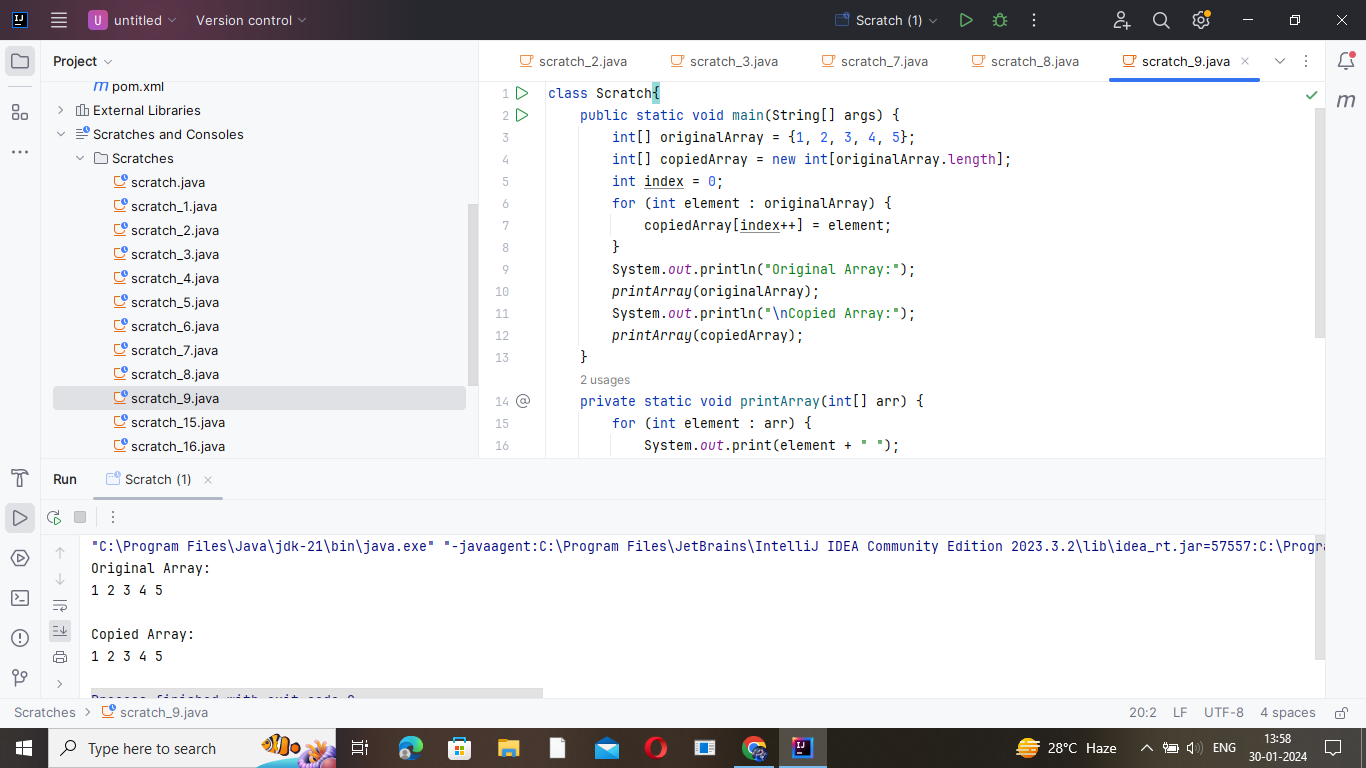 U untitled Version control Scratch (1)
Project
scratch_2.java scratch_3.java scratch_7.java scratch_8.java scratch_9.java
m pom.xml
External Libraries
Scratches and Consoles
Scratches
scratch.java
scratch_1.java
scratch_2.java
scratch_3.java
scratch_4.java
scratch_5.java
scratch_6.java
scratch_7.java
scratch_8.java
scratch_9.java
scratch_15.java
scratch_16.java
1 class Scratch{
2 public static void main(String[] args) {
3 int[] originalArray = {1, 2, 3, 4, 5};
4 int[] copiedArray = new int[originalArray.length];
5 int index = 0;
6 for (int element : originalArray) {
7 copiedArray[index++] = element;
8 }
9 System.out.println("Original Array:");
10 printArray(originalArray);
11 System.out.println("\nCopied Array:");
12 printArray(copiedArray);
13 }
2 usages
14 @ private static void printArray(int[] arr) {
15 for (int element : arr) {
16 System.out.print(element + " ");
m
Run Scratch (1)
"C:\Program Files\Java\jdk-21\bin\java.exe" "-javaagent:C:\Program Files\JetBrains\IntelliJ IDEA Community Edition 2023.3.2\lib\idea_rt.jar=57557:C:\Progra
Original Array:
1 2 3 4 5
Copied Array:
1 2 3 4 5
Process finished with exit code 0
Scratches scratch_9.java 20:2 LF UTF-8 4 spaces
Type here to search 28°C Haze ENG 13:58
30-01-2024